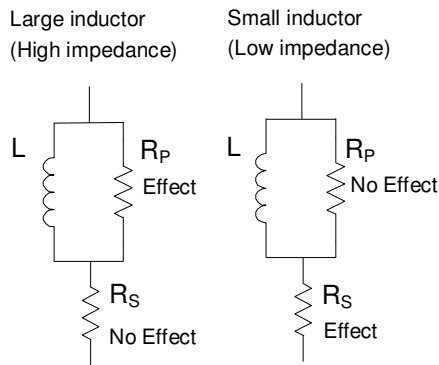 Large inductor
(High impedance)
L
RP
Effect
RS
No Effect
Small inductor
(Low impedance)
L
RP
No Effect
RS
Effect